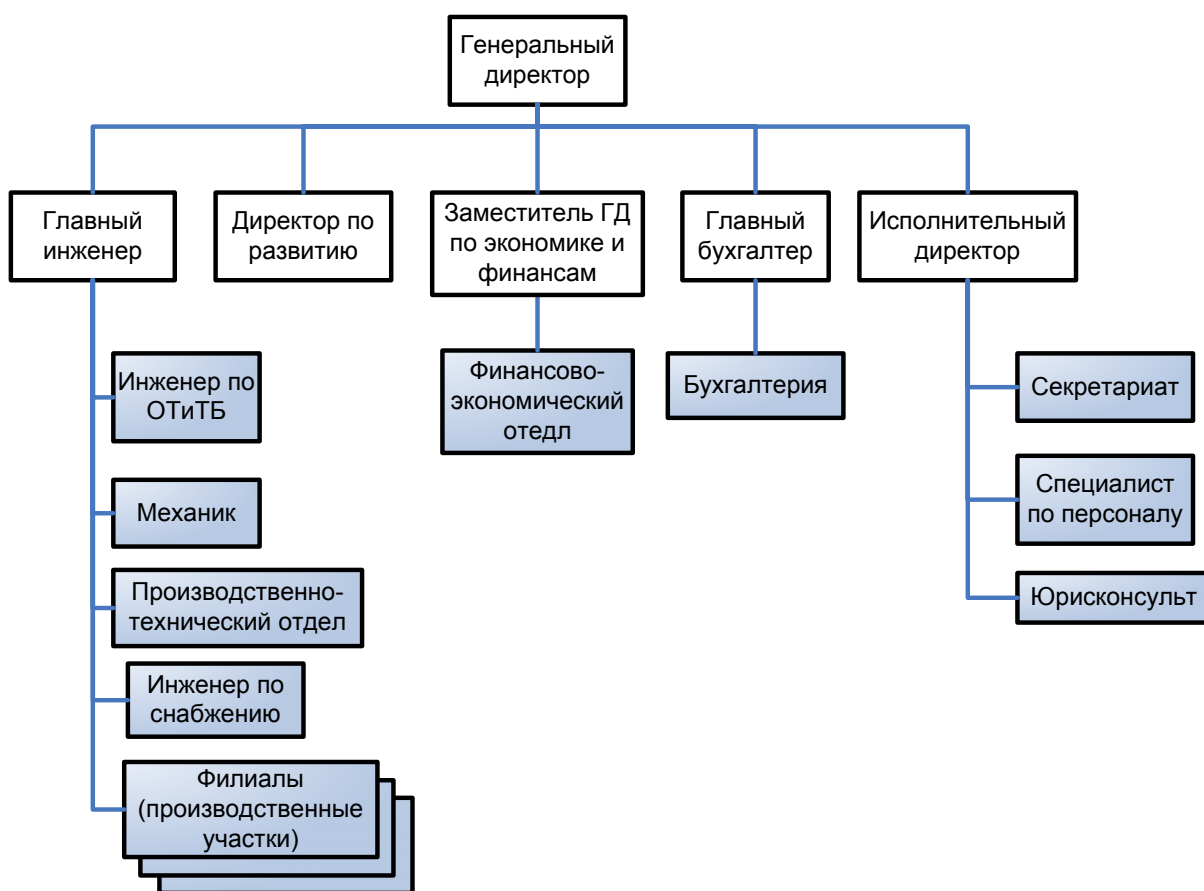 Генеральный
директор
Главный
инженер
Директор по
развитию
Заместитель ГД
по экономике и
финансам
Главный
бухгалтер
Исполнительный
директор
Инженер по
ОТиТБ
Механик
Производственно-
технический отдел
Инженер по
снабжению
Филиалы
(производственные
участки)
Финансово-
экономический
отедл
Бухгалтерия
Секретариат
Специалист
по персоналу
Юрисконсульт